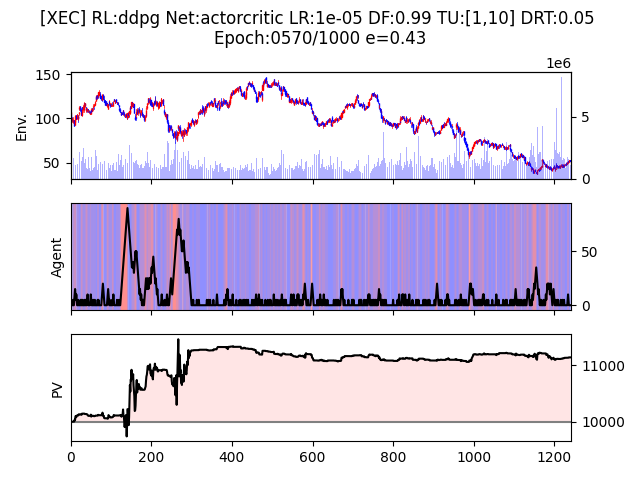 [XEC] RL:ddpg Net:actorcritic LR:1e-05 DF:0.99 TU:[1,10] DRT:0.05
Epoch:0570/1000 e=0.43
1e6
150
100
50
Env.
5
0
Agent
50
0
PV
11000
10000
0
200
400
600
800
1000
1200